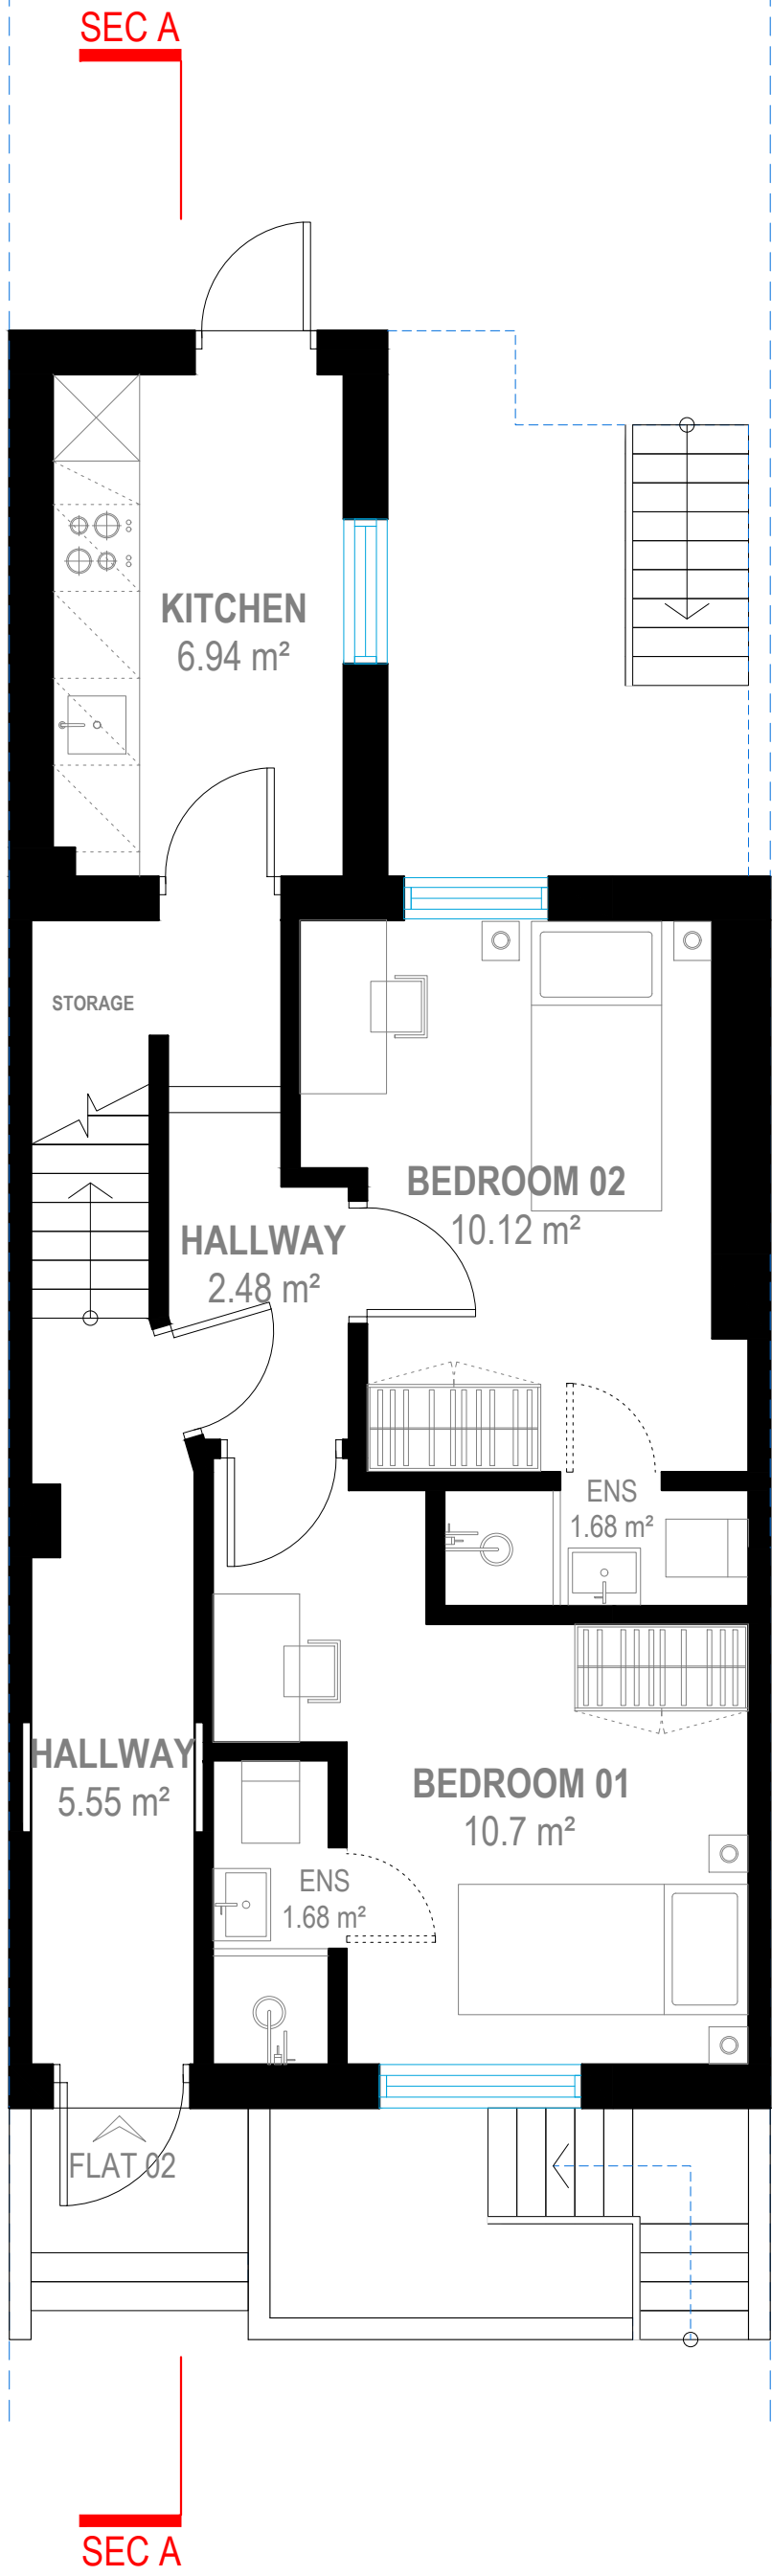 SEC A
KITCHEN
6.94 m²
STORAGE
BEDROOM 02
10.12 m²
HALLWAY
2.48 m²
ENS
1.68 m²
HALLWAY
5.55 m²
BEDROOM 01
10.7 m²
ENS
1.68 m²
FLAT 02
SEC A